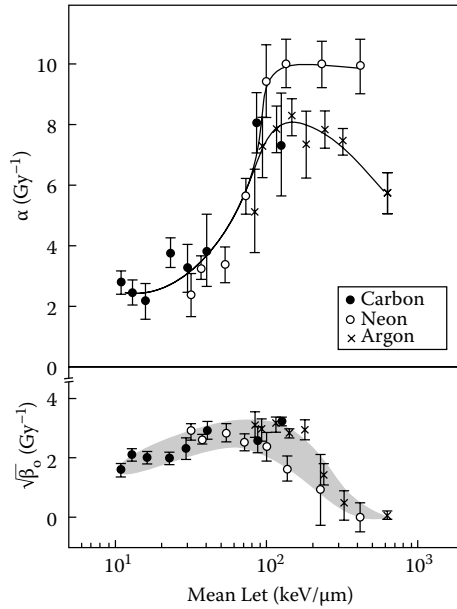 10
8
6
4
2
0
α (Gy⁻¹)
● Carbon
○ Neon
× Argon
4
2
0
√β₀ (Gy⁻¹)
10¹ 10² 10³
Mean Let (keV/μm)